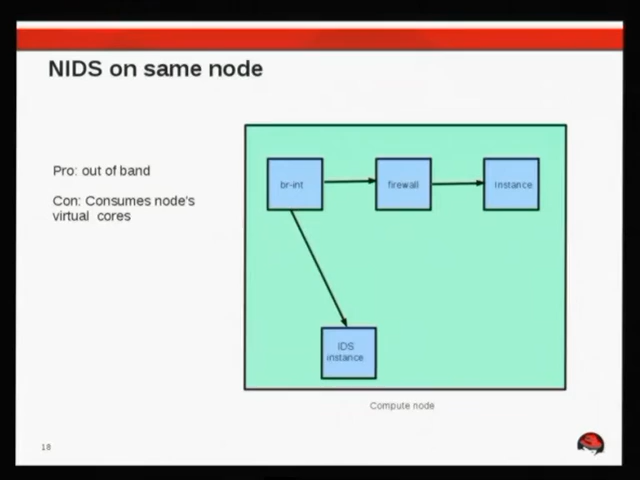 NIDS on same node
Pro: out of band
Con: Consumes node's
virtual cores
br-int
firewall
Instance
IDS
instance
Compute node
18